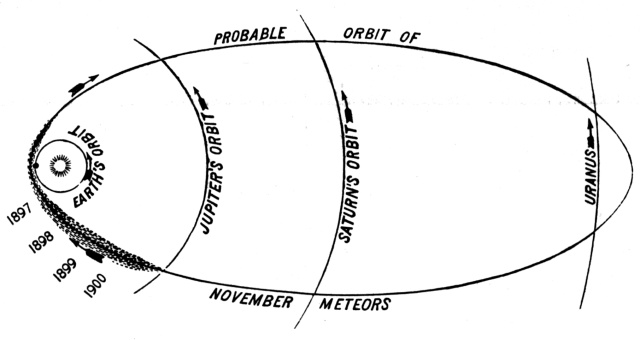 PROBABLE ORBIT OF
NOVEMBER METEORS
EARTH'S ORBIT
JUPITER'S ORBIT
SATURN'S ORBIT
URANUS
1897
1898
1899
1900